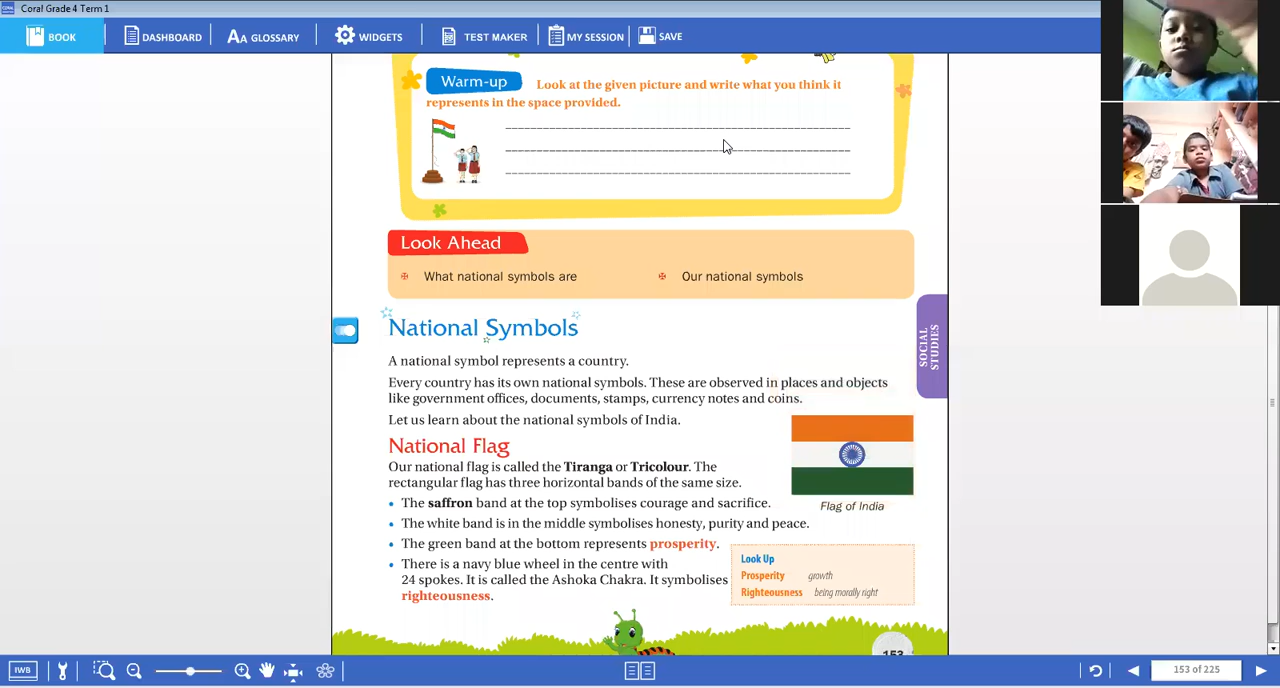 CORAL Coral Grade 4 Term 1
BOOK DASHBOARD AA GLOSSARY WIDGETS TEST MAKER MY SESSION SAVE
Warm-up Look at the given picture and write what you think it
represents in the space provided.
Look Ahead
What national symbols are Our national symbols
National Symbols
A national symbol represents a country.
Every country has its own national symbols. These are observed in places and objects
like government offices, documents, stamps, currency notes and coins.
Let us learn about the national symbols of India.
National Flag
Our national flag is called the Tiranga or Tricolour. The
rectangular flag has three horizontal bands of the same size.
• The saffron band at the top symbolises courage and sacrifice.
• The white band is in the middle symbolises honesty, purity and peace.
• The green band at the bottom represents prosperity.
• There is a navy blue wheel in the centre with
24 spokes. It is called the Ashoka Chakra. It symbolises
righteousness.
Flag of India
Look Up
Prosperity growth
Righteousness being morally right
SOCIAL
STUDIES
153
IWB 153 of 225